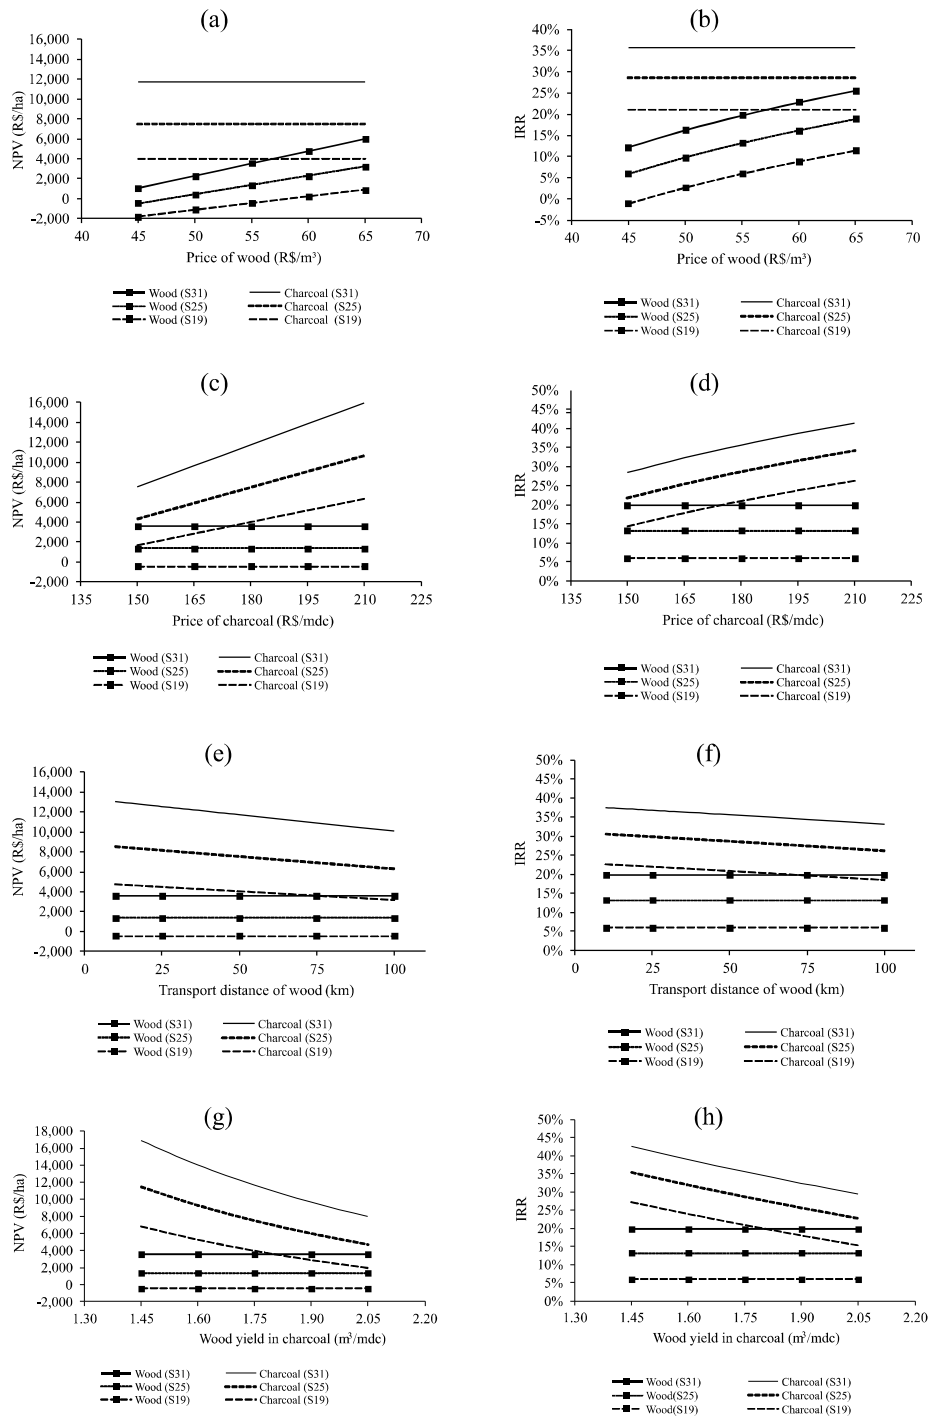 (a)
16,000
14,000
12,000
10,000
8,000
6,000
4,000
2,000
0
-2,000
NPV (R$/ha)
40 45 50 55 60 65 70
Price of wood (R$/m³)
Wood (S31) Charcoal (S31)
Wood (S25) Charcoal (S25)
Wood (S19) Charcoal (S19)
(b)
40%
35%
30%
25%
20%
15%
10%
5%
0%
-5%
IRR
40 45 50 55 60 65 70
Price of wood (R$/m³)
Wood (S31) Charcoal (S31)
Wood (S25) Charcoal (S25)
Wood (S19) Charcoal (S19)
(c)
16,000
14,000
12,000
10,000
8,000
6,000
4,000
2,000
0
-2,000
NPV (R$/ha)
135 150 165 180 195 210 225
Price of charcoal (R$/mdc)
Wood (S31) Charcoal (S31)
Wood (S25) Charcoal (S25)
Wood (S19) Charcoal (S19)
(d)
50%
45%
40%
35%
30%
25%
20%
15%
10%
5%
0%
IRR
135 150 165 180 195 210 225
Price of charcoal (R$/mdc)
Wood (S31) Charcoal (S31)
Wood (S25) Charcoal (S25)
Wood (S19) Charcoal (S19)
(e)
16,000
14,000
12,000
10,000
8,000
6,000
4,000
2,000
0
-2,000
NPV (R$/ha)
0 25 50 75 100
Transport distance of wood (km)
Wood (S31) Charcoal (S31)
Wood (S25) Charcoal (S25)
Wood (S19) Charcoal (S19)
(f)
50%
45%
40%
35%
30%
25%
20%
15%
10%
5%
0%
IRR
0 25 50 75 100
Transport distance of wood (km)
Wood (S31) Charcoal (S31)
Wood (S25) Charcoal (S25)
Wood (S19) Charcoal (S19)
(g)
18,000
16,000
14,000
12,000
10,000
8,000
6,000
4,000
2,000
0
-2,000
NPV (R$/ha)
1.30 1.45 1.60 1.75 1.90 2.05 2.20
Wood yield in charcoal (m³/mdc)
Wood (S31) Charcoal (S31)
Wood (S25) Charcoal (S25)
Wood (S19) Charcoal (S19)
(h)
50%
45%
40%
35%
30%
25%
20%
15%
10%
5%
0%
IRR
1.30 1.45 1.60 1.75 1.90 2.05 2.20
Wood yield in charcoal (m³/mdc)
Wood (S31) Charcoal (S31)
Wood(S25) Charcoal (S25)
Wood(S19) Charcoal (S19)